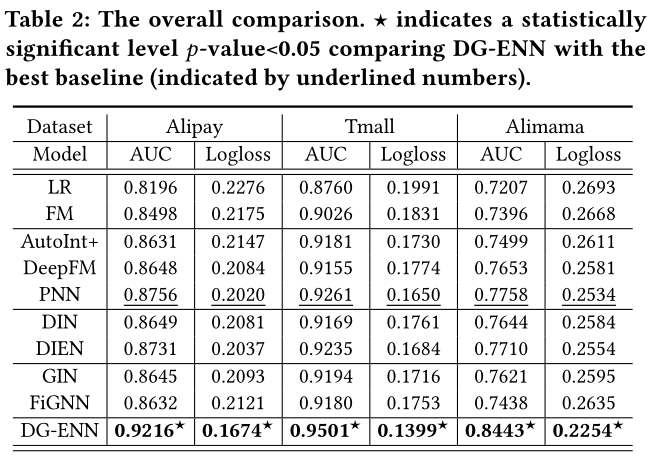 Table 2: The overall comparison. ★ indicates a statistically
significant level p-value<0.05 comparing DG-ENN with the
best baseline (indicated by underlined numbers).
Dataset Alipay Tmall Alimama
Model AUC Logloss AUC Logloss AUC Logloss
LR 0.8196 0.2276 0.8760 0.1991 0.7207 0.2693
FM 0.8498 0.2175 0.9026 0.1831 0.7396 0.2668
AutoInt+ 0.8631 0.2147 0.9181 0.1730 0.7499 0.2611
DeepFM 0.8648 0.2084 0.9155 0.1774 0.7653 0.2581
PNN 0.8756 0.2020 0.9261 0.1650 0.7758 0.2534
DIN 0.8649 0.2081 0.9169 0.1761 0.7644 0.2584
DIEN 0.8731 0.2037 0.9235 0.1684 0.7710 0.2554
GIN 0.8645 0.2093 0.9194 0.1716 0.7621 0.2595
FiGNN 0.8632 0.2121 0.9180 0.1753 0.7438 0.2635
DG-ENN 0.9216★ 0.1674★ 0.9501★ 0.1399★ 0.8443★ 0.2254★